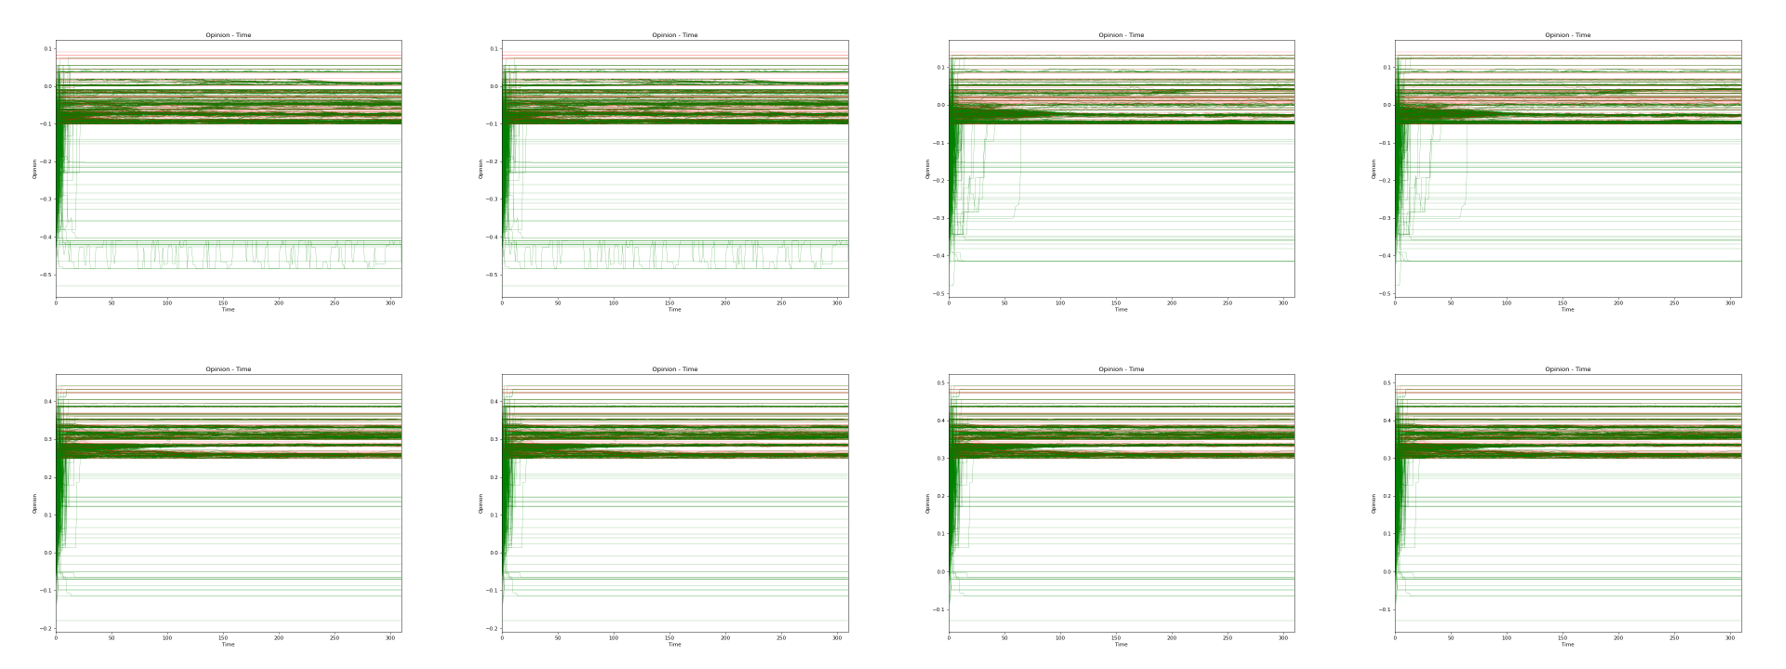 Opinion - Time Opinion - Time Opinion - Time Opinion - Time
0.1 0.1
0.1 0.1
0.0 0.0
0.0 0.0
−0.1 −0.1 −0.1 −0.1
−0.2 −0.2 −0.2 −0.2
Opinion Opinion Opinion Opinion
−0.3 −0.3 −0.3 −0.3
−0.4 −0.4 −0.4 −0.4
−0.5 −0.5 −0.5 −0.5
0 50 100 150 200 250 300 0 50 100 150 200 250 300 0 50 100 150 200 250 300 0 50 100 150 200 250 300
Time Time Time Time
Opinion - Time Opinion - Time Opinion - Time Opinion - Time
0.5 0.5
0.4 0.4 0.4 0.4
0.3 0.3 0.3 0.3
0.2 0.2 0.2 0.2
Opinion Opinion Opinion Opinion
0.1 0.1 0.1 0.1
0.0 0.0 0.0 0.0
−0.1 −0.1 −0.1 −0.1
−0.2 −0.2
0 50 100 150 200 250 300 0 50 100 150 200 250 300 0 50 100 150 200 250 300 0 50 100 150 200 250 300
Time Time Time Time